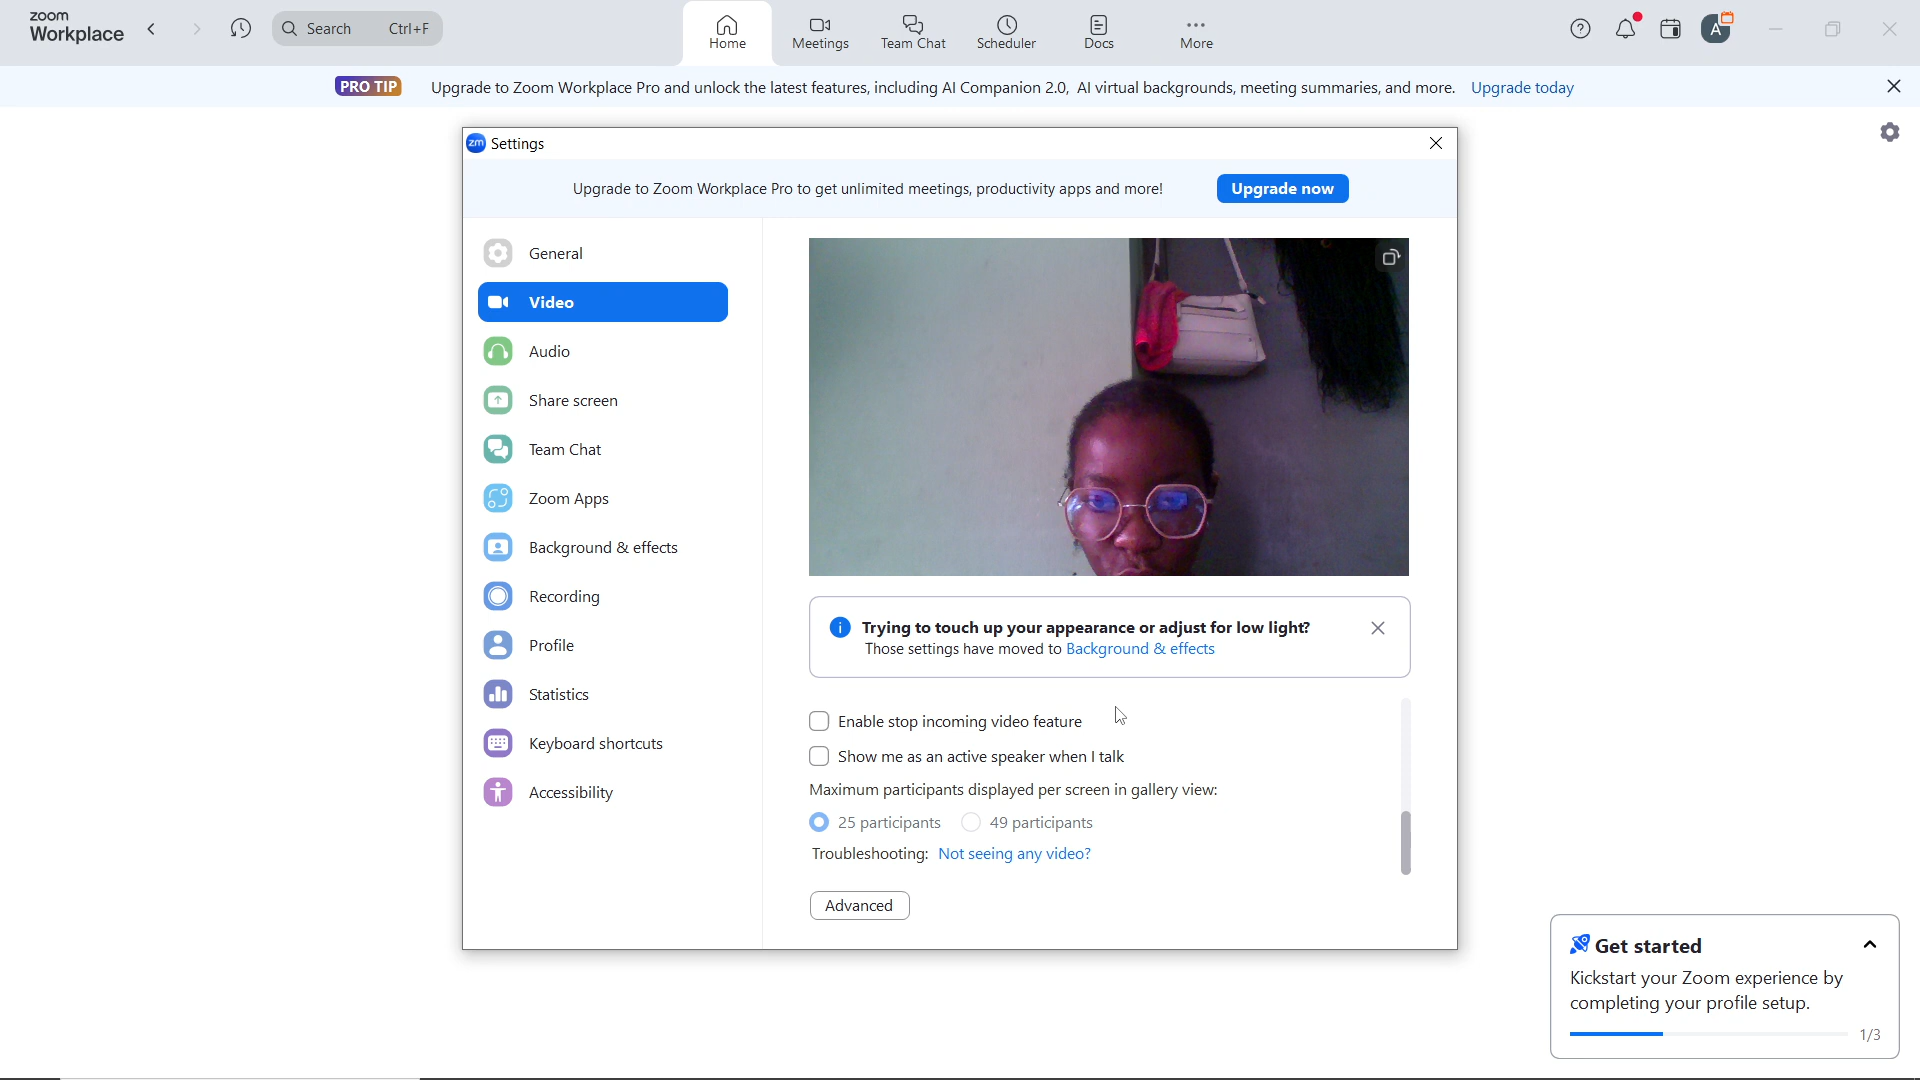 zoom
Workplace
Search Ctrl+F
Home
Meetings
Team Chat
Scheduler
Docs
More
A
PRO TIP Upgrade to Zoom Workplace Pro and unlock the latest features, including AI Companion 2.0, AI virtual backgrounds, meeting summaries, and more. Upgrade today
zm Settings
Upgrade to Zoom Workplace Pro to get unlimited meetings, productivity apps and more! Upgrade now
General
Video
Audio
Share screen
Team Chat
Zoom Apps
Background & effects
Recording
Profile
Statistics
Keyboard shortcuts
Accessibility
Trying to touch up your appearance or adjust for low light?
Those settings have moved to Background & effects
Enable stop incoming video feature
Show me as an active speaker when I talk
Maximum participants displayed per screen in gallery view:
25 participants 49 participants
Troubleshooting: Not seeing any video?
Advanced
Get started
Kickstart your Zoom experience by
completing your profile setup.
1/3